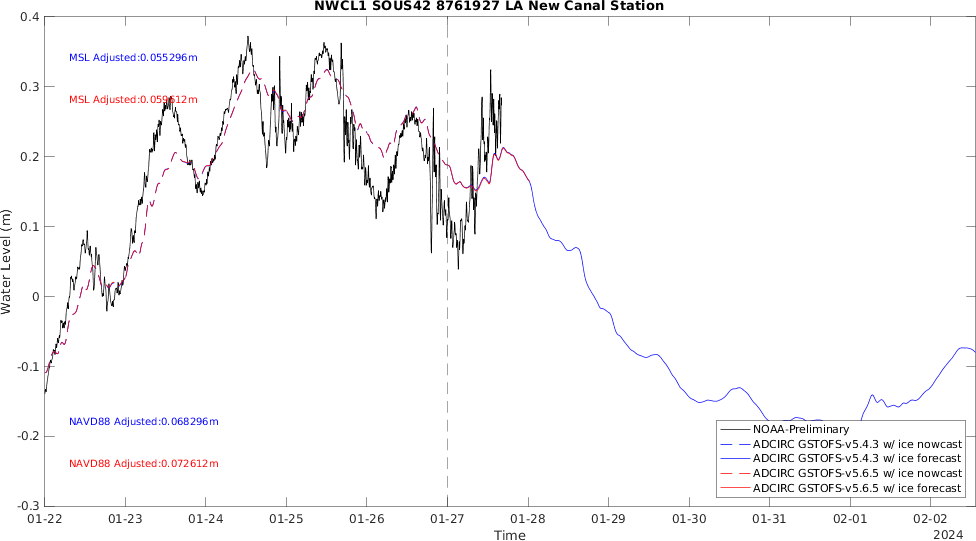 NWCL1 SOUS42 8761927 LA New Canal Station
0.4
0.3
0.2
0.1
0
-0.1
-0.2
-0.3
Water Level (m)
MSL Adjusted:0.055296m
MSL Adjusted:0.059612m
NAVD88 Adjusted:0.068296m
NAVD88 Adjusted:0.072612m
NOAA-Preliminary
ADCIRC GSTOFS-v5.4.3 w/ ice nowcast
ADCIRC GSTOFS-v5.4.3 w/ ice forecast
ADCIRC GSTOFS-v5.6.5 w/ ice nowcast
ADCIRC GSTOFS-v5.6.5 w/ ice forecast
01-22 01-23 01-24 01-25 01-26 01-27 01-28 01-29 01-30 01-31 02-01 02-02
Time
2024